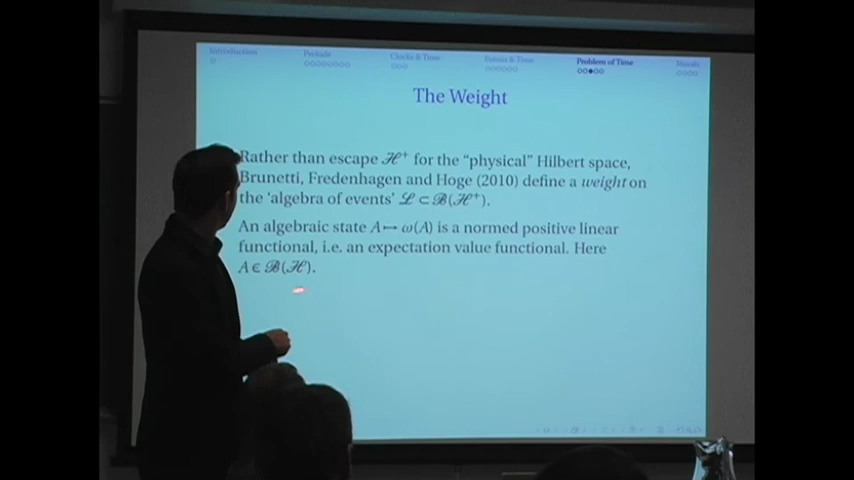 Introduction Prelude Clocks & Time Events & Time Problem of Time Morals
The Weight
Rather than escape ℋ⁺ for the “physical” Hilbert space,
Brunetti, Fredenhagen and Hoge (2010) define a weight on
the ‘algebra of events’ ℒ ⊂ ℬ(ℋ⁺).
An algebraic state A ↦ ω(A) is a normed positive linear
functional, i.e. an expectation value functional. Here
A ∈ ℬ(ℋ).